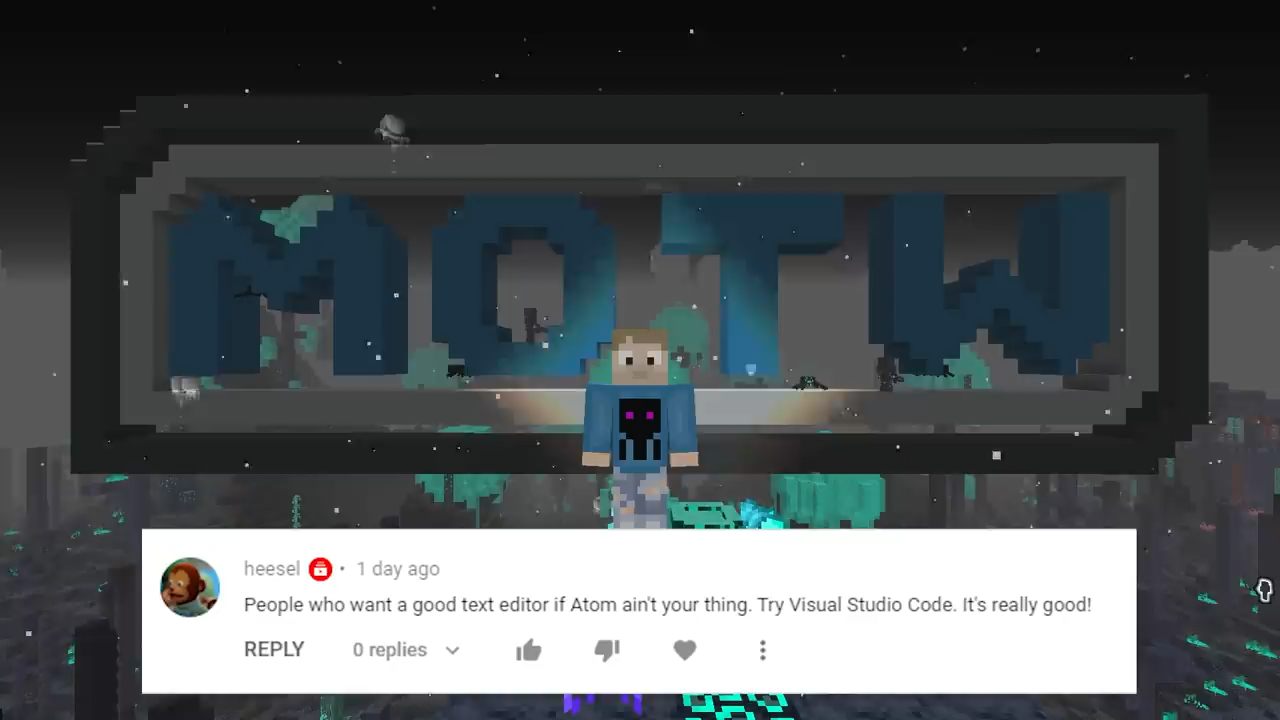 MOTW
heesel • 1 day ago
People who want a good text editor if Atom ain't your thing. Try Visual Studio Code. It's really good!
REPLY 0 replies